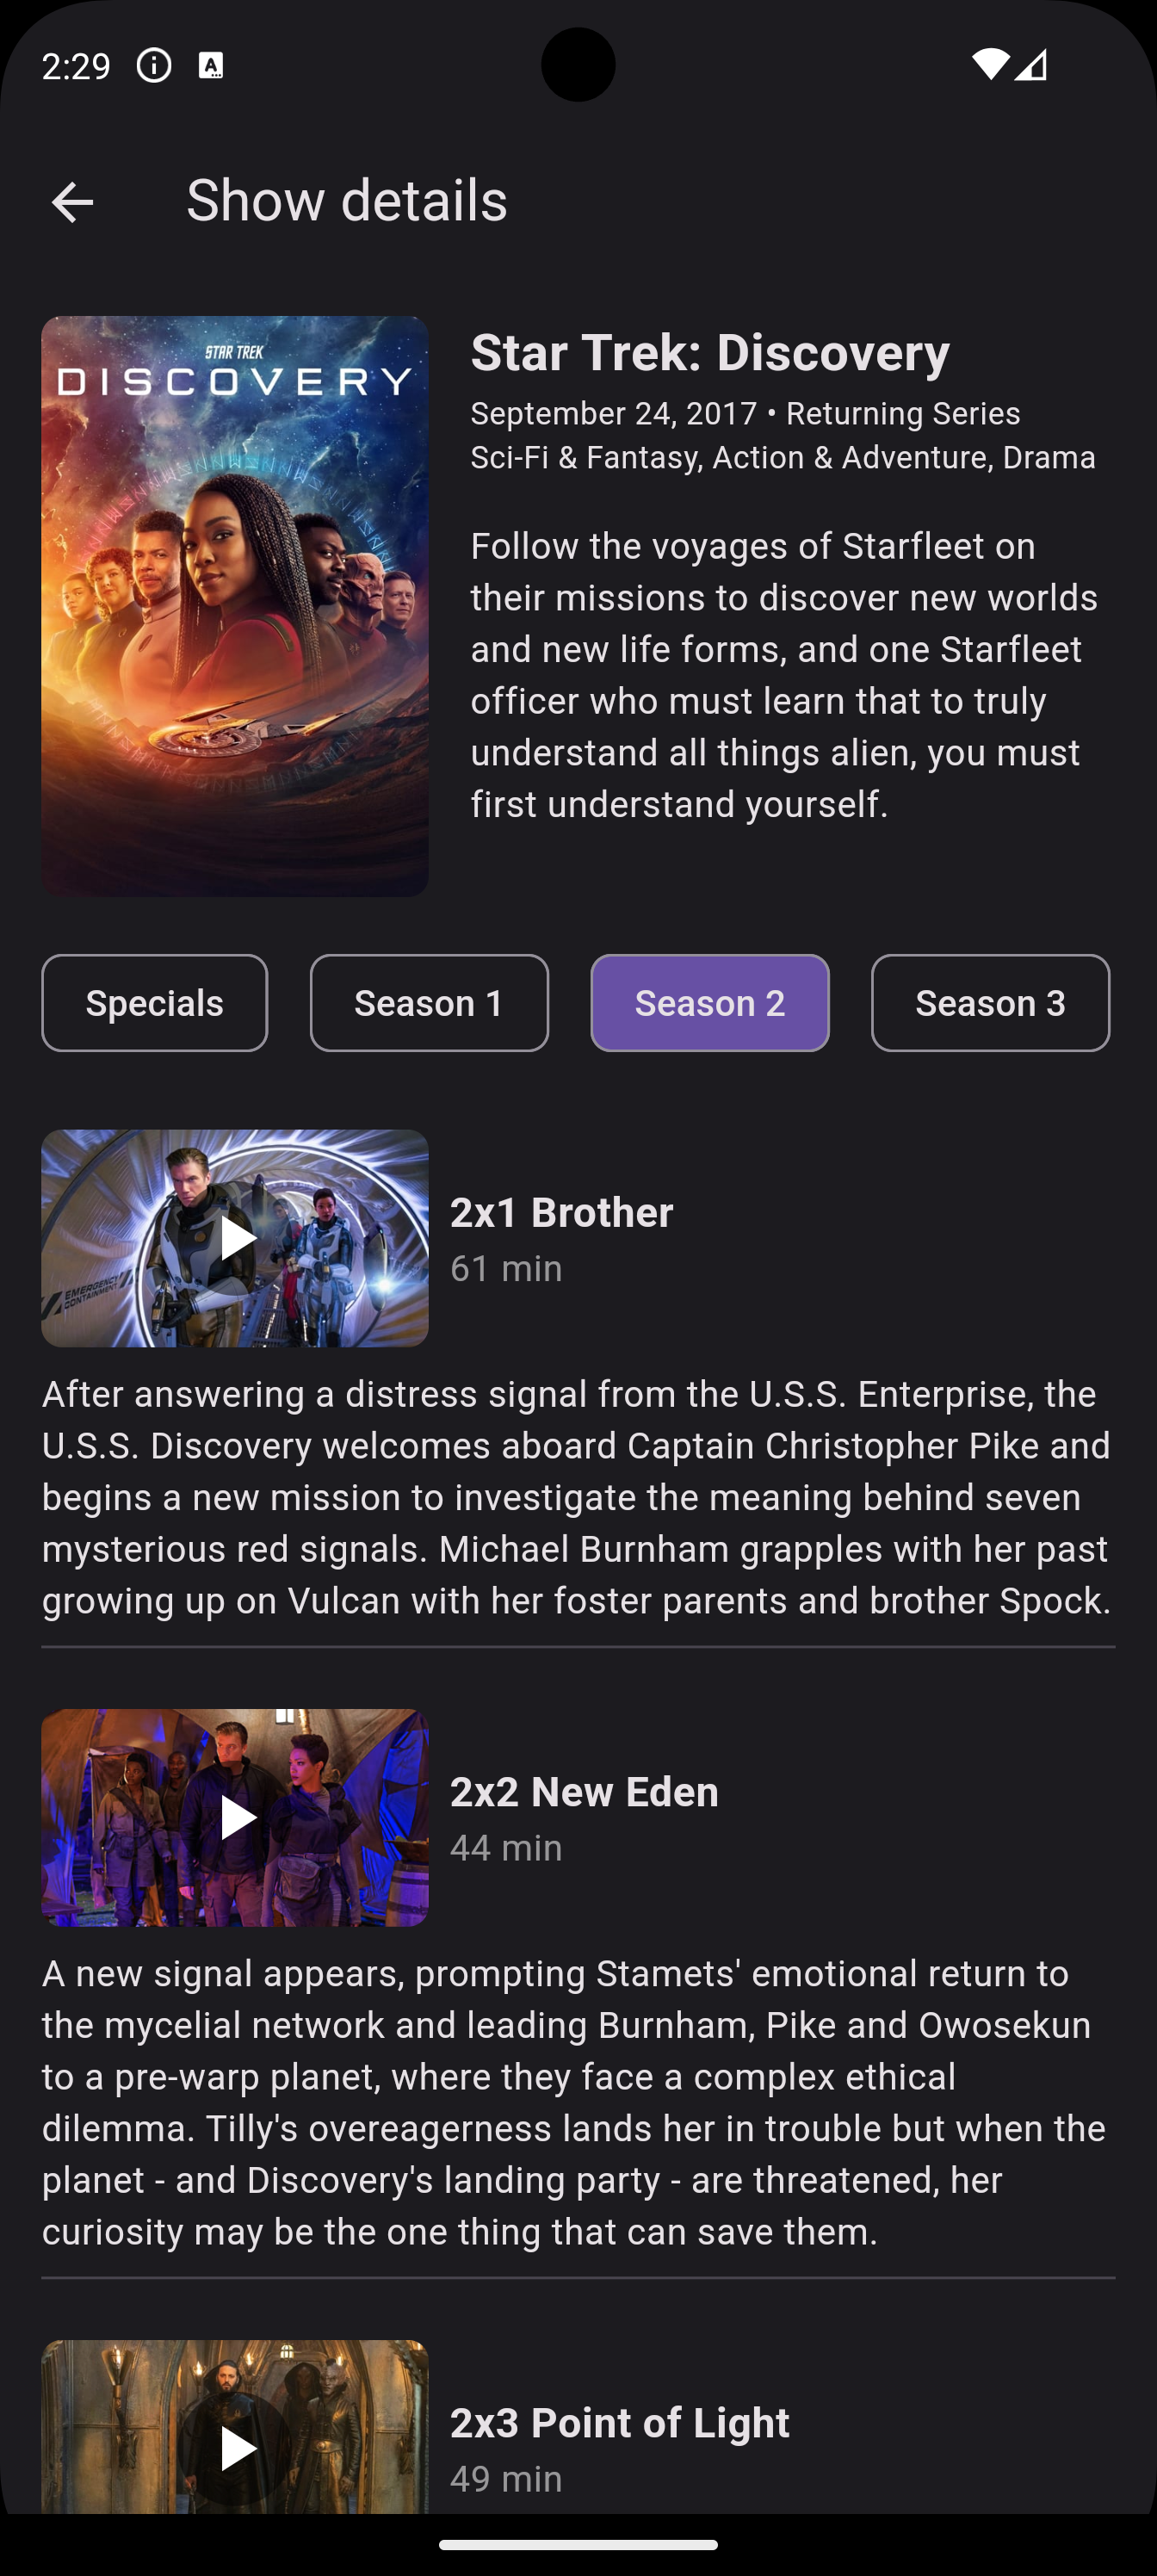 2:29
Show details
STAR TREK
DISCOVERY
Star Trek: Discovery
September 24, 2017 • Returning Series
Sci-Fi & Fantasy, Action & Adventure, Drama
Follow the voyages of Starfleet on
their missions to discover new worlds
and new life forms, and one Starfleet
officer who must learn that to truly
understand all things alien, you must
first understand yourself.
Specials
Season 1
Season 2
Season 3
EMERGENCY
CONTAINMENT
2x1 Brother
61 min
After answering a distress signal from the U.S.S. Enterprise, the
U.S.S. Discovery welcomes aboard Captain Christopher Pike and
begins a new mission to investigate the meaning behind seven
mysterious red signals. Michael Burnham grapples with her past
growing up on Vulcan with her foster parents and brother Spock.
2x2 New Eden
44 min
A new signal appears, prompting Stamets' emotional return to
the mycelial network and leading Burnham, Pike and Owosekun
to a pre-warp planet, where they face a complex ethical
dilemma. Tilly's overeagerness lands her in trouble but when the
planet - and Discovery's landing party - are threatened, her
curiosity may be the one thing that can save them.
2x3 Point of Light
49 min